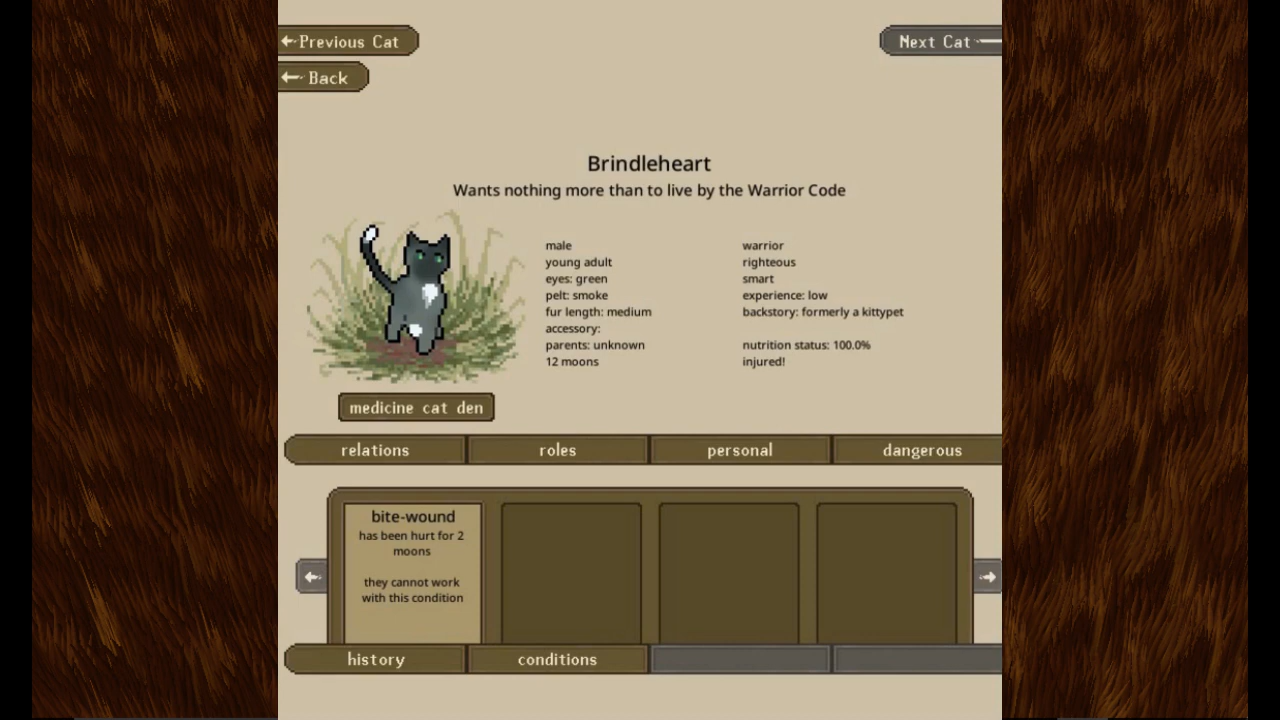 Previous Cat
Next Cat
Back
Brindleheart
Wants nothing more than to live by the Warrior Code
male
young adult
eyes: green
pelt: smoke
fur length: medium
accessory:
parents: unknown
12 moons
warrior
righteous
smart
experience: low
backstory: formerly a kittypet
nutrition status: 100.0%
injured!
medicine cat den
relations
roles
personal
dangerous
bite-wound
has been hurt for 2
moons
they cannot work
with this condition
history
conditions